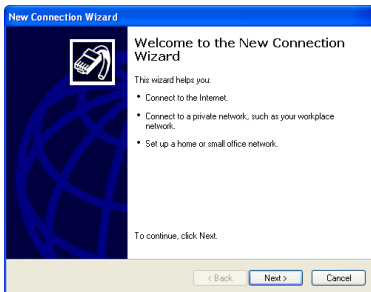 New Connection Wizard
Welcome to the New Connection
Wizard
This wizard helps you:
• Connect to the Internet.
• Connect to a private network, such as your workplace
network.
• Set up a home or small office network.
To continue, click Next.
< Back
Next >
Cancel